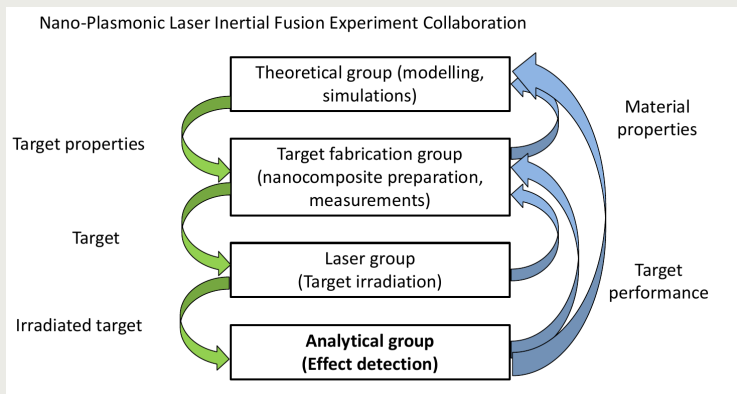 Nano-Plasmonic Laser Inertial Fusion Experiment Collaboration
Theoretical group (modelling,
simulations)
Material
properties
Target properties
Target fabrication group
(nanocomposite preparation,
measurements)
Target
Laser group
(Target irradiation)
Target
performance
Irradiated target
Analytical group
(Effect detection)